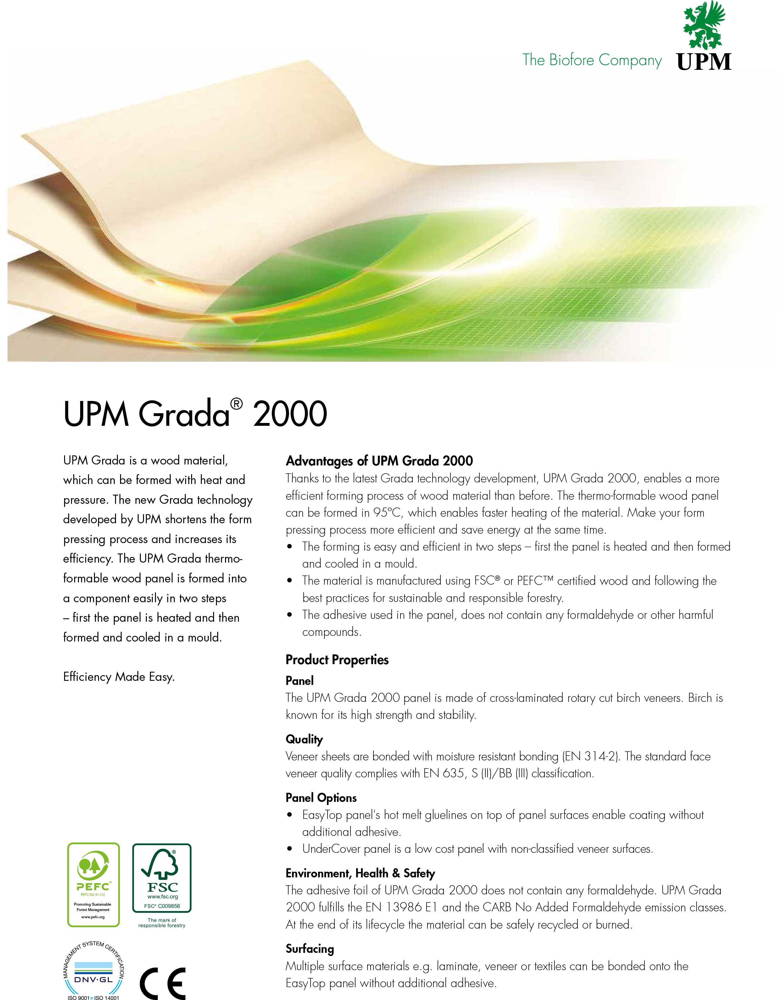 The Biofore Company
UPM
UPM Grada® 2000
UPM Grada is a wood material,
which can be formed with heat and
pressure. The new Grada technology
developed by UPM shortens the form
pressing process and increases its
efficiency. The UPM Grada thermo-
formable wood panel is formed into
a component easily in two steps
– first the panel is heated and then
formed and cooled in a mould.
Efficiency Made Easy.
Advantages of UPM Grada 2000
Thanks to the latest Grada technology development, UPM Grada 2000, enables a more
efficient forming process of wood material than before. The thermo-formable wood panel
can be formed in 95°C, which enables faster heating of the material. Make your form
pressing process more efficient and save energy at the same time.
• The forming is easy and efficient in two steps – first the panel is heated and then formed
and cooled in a mould.
• The material is manufactured using FSC® or PEFC™ certified wood and following the
best practices for sustainable and responsible forestry.
• The adhesive used in the panel, does not contain any formaldehyde or other harmful
compounds.
Product Properties
Panel
The UPM Grada 2000 panel is made of cross-laminated rotary cut birch veneers. Birch is
known for its high strength and stability.
Quality
Veneer sheets are bonded with moisture resistant bonding (EN 314-2). The standard face
veneer quality complies with EN 635, S (II)/BB (III) classification.
Panel Options
• EasyTop panel's hot melt gluelines on top of panel surfaces enable coating without
additional adhesive.
• UnderCover panel is a low cost panel with non-classified veneer surfaces.
Environment, Health & Safety
The adhesive foil of UPM Grada 2000 does not contain any formaldehyde. UPM Grada
2000 fulfills the EN 13986 E1 and the CARB No Added Formaldehyde emission classes.
At the end of its lifecycle the material can be safely recycled or burned.
Surfacing
Multiple surface materials e.g. laminate, veneer or textiles can be bonded onto the
EasyTop panel without additional adhesive.
PEFC™
PEFC/02-31-112
Promoting Sustainable
Forest Management
www.pefc.org
®
FSC
www.fsc.org
FSC® C009856
The mark of
responsible forestry
MANAGEMENT SYSTEM CERTIFICATION
DNV·GL
ISO 9001=ISO 14001
CE